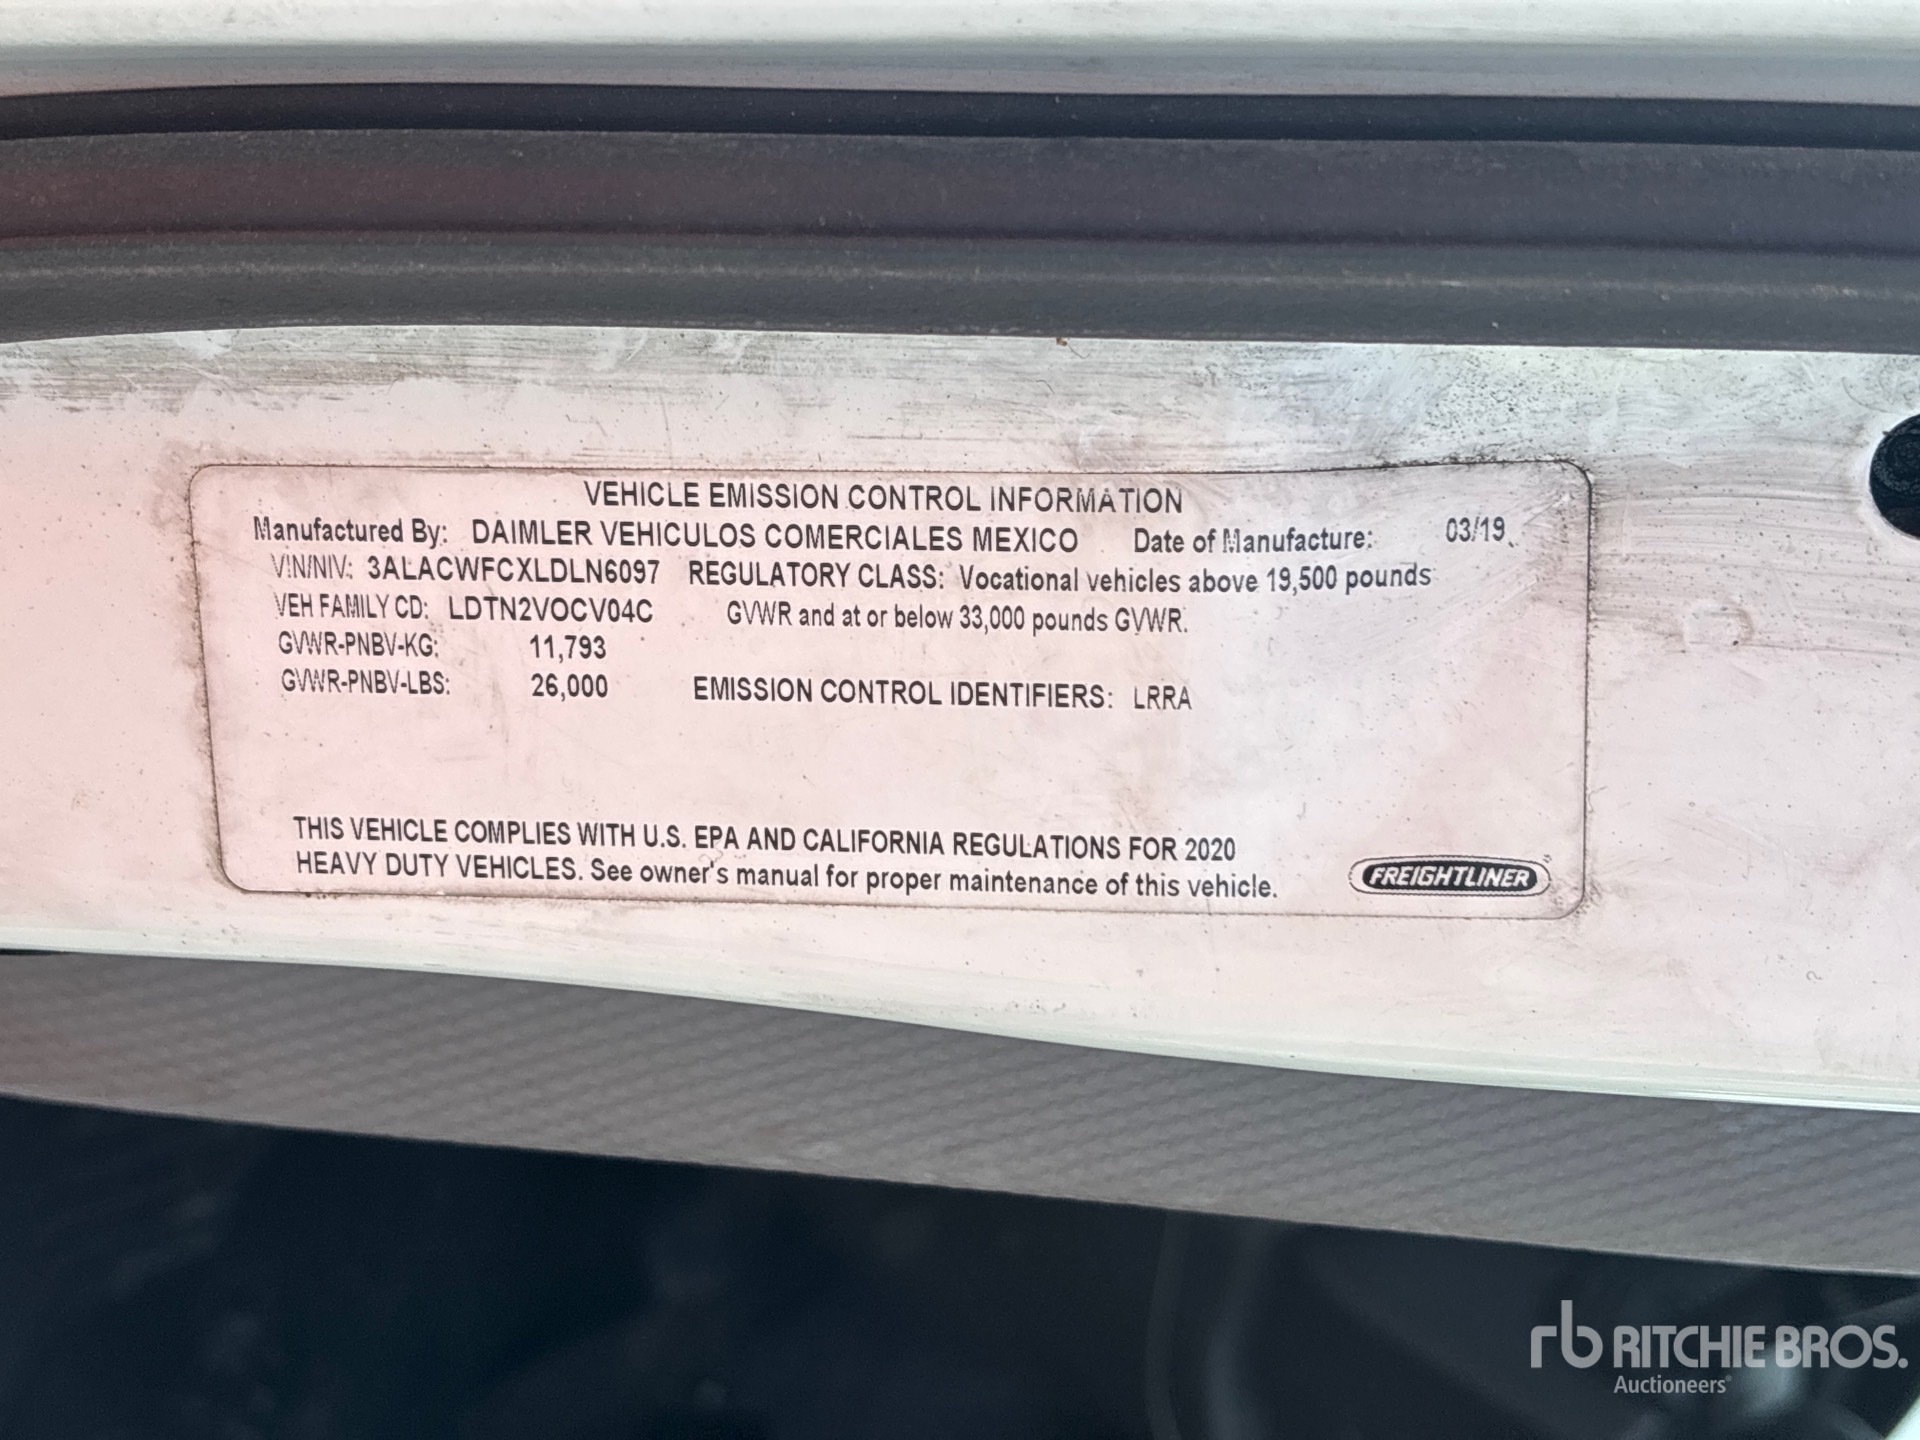 VEHICLE EMISSION CONTROL INFORMATION
Manufactured By: DAIMLER VEHICULOS COMERCIALES MEXICO Date of Manufacture: 03/19
VIN/NIV: 3ALACWFCXLDLN6097 REGULATORY CLASS: Vocational vehicles above 19,500 pounds
VEH FAMILY CD: LDTN2VOCV04C GVWR and at or below 33,000 pounds GVWR.
GVWR-PNBV-KG: 11,793
GVWR-PNBV-LBS: 26,000 EMISSION CONTROL IDENTIFIERS: LRRA
THIS VEHICLE COMPLIES WITH U.S. EPA AND CALIFORNIA REGULATIONS FOR 2020
HEAVY DUTY VEHICLES. See owner's manual for proper maintenance of this vehicle.
FREIGHTLINER
rb RITCHIE BROS.
Auctioneers